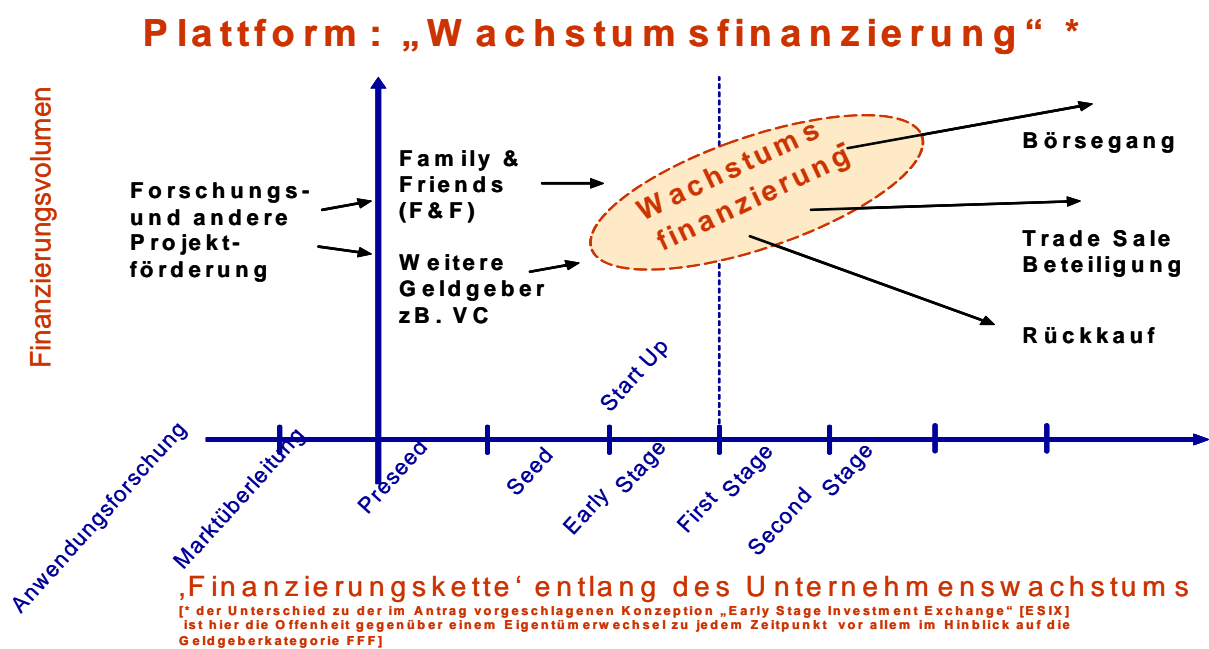 Plattform: „Wachstumsfinanzierung“ *
Finanzierungsvolumen
Forschungs-
und andere
Projekt-
förderung
Family &
Friends
(F&F)
Weitere
Geldgeber
zB. VC
Wachstums-
finanzierung
Börsegang
Trade Sale
Beteiligung
Rückkauf
Start Up
Anwendungsforschung
Marktüberleitung
Preseed
Seed
Early Stage
First Stage
Second Stage
‚Finanzierungskette‘ entlang des Unternehmenswachstums
[* der Unterschied zu der im Antrag vorgeschlagenen Konzeption „Early Stage Investment Exchange“ [ESIX]
ist hier die Offenheit gegenüber einem Eigentümerwechsel zu jedem Zeitpunkt vor allem im Hinblick auf die
Geldgeberkategorie FFF]